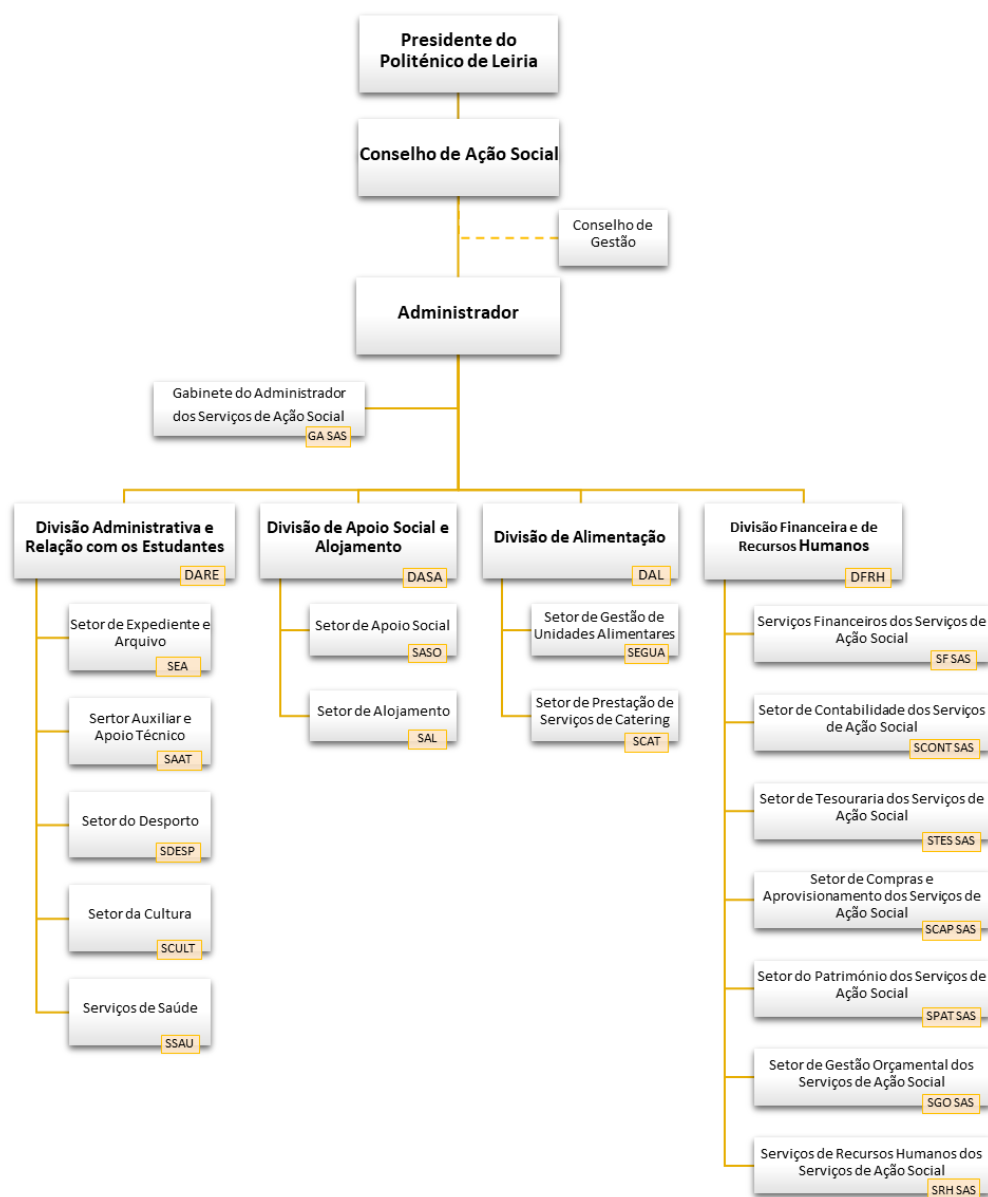 Presidente do
Politénico de Leiria
Conselho de Ação Social
Conselho de
Gestão
Administrador
Gabinete do Administrador
dos Serviços de Ação Social
GA SAS
Divisão Administrativa e
Relação com os Estudantes
DARE
Setor de Expediente e
Arquivo
SEA
Sertor Auxiliar e
Apoio Técnico
SAAT
Setor do Desporto
SDESP
Setor da Cultura
SCULT
Serviços de Saúde
SSAU
Divisão de Apoio Social e
Alojamento
DASA
Setor de Apoio Social
SASO
Setor de Alojamento
SAL
Divisão de Alimentação
DAL
Setor de Gestão de
Unidades Alimentares
SEGUA
Setor de Prestação de
Serviços de Catering
SCAT
Divisão Financeira e de
Recursos Humanos
DFRH
Serviços Financeiros dos Serviços de
Ação Social
SF SAS
Setor de Contabilidade dos Serviços
de Ação Social
SCONT SAS
Setor de Tesouraria dos Serviços de
Ação Social
STES SAS
Setor de Compras e
Aprovisionamento dos Serviços de
Ação Social
SCAP SAS
Setor do Património dos Serviços de
Ação Social
SPAT SAS
Setor de Gestão Orçamental dos
Serviços de Ação Social
SGO SAS
Serviços de Recursos Humanos dos
Serviços de Ação Social
SRH SAS